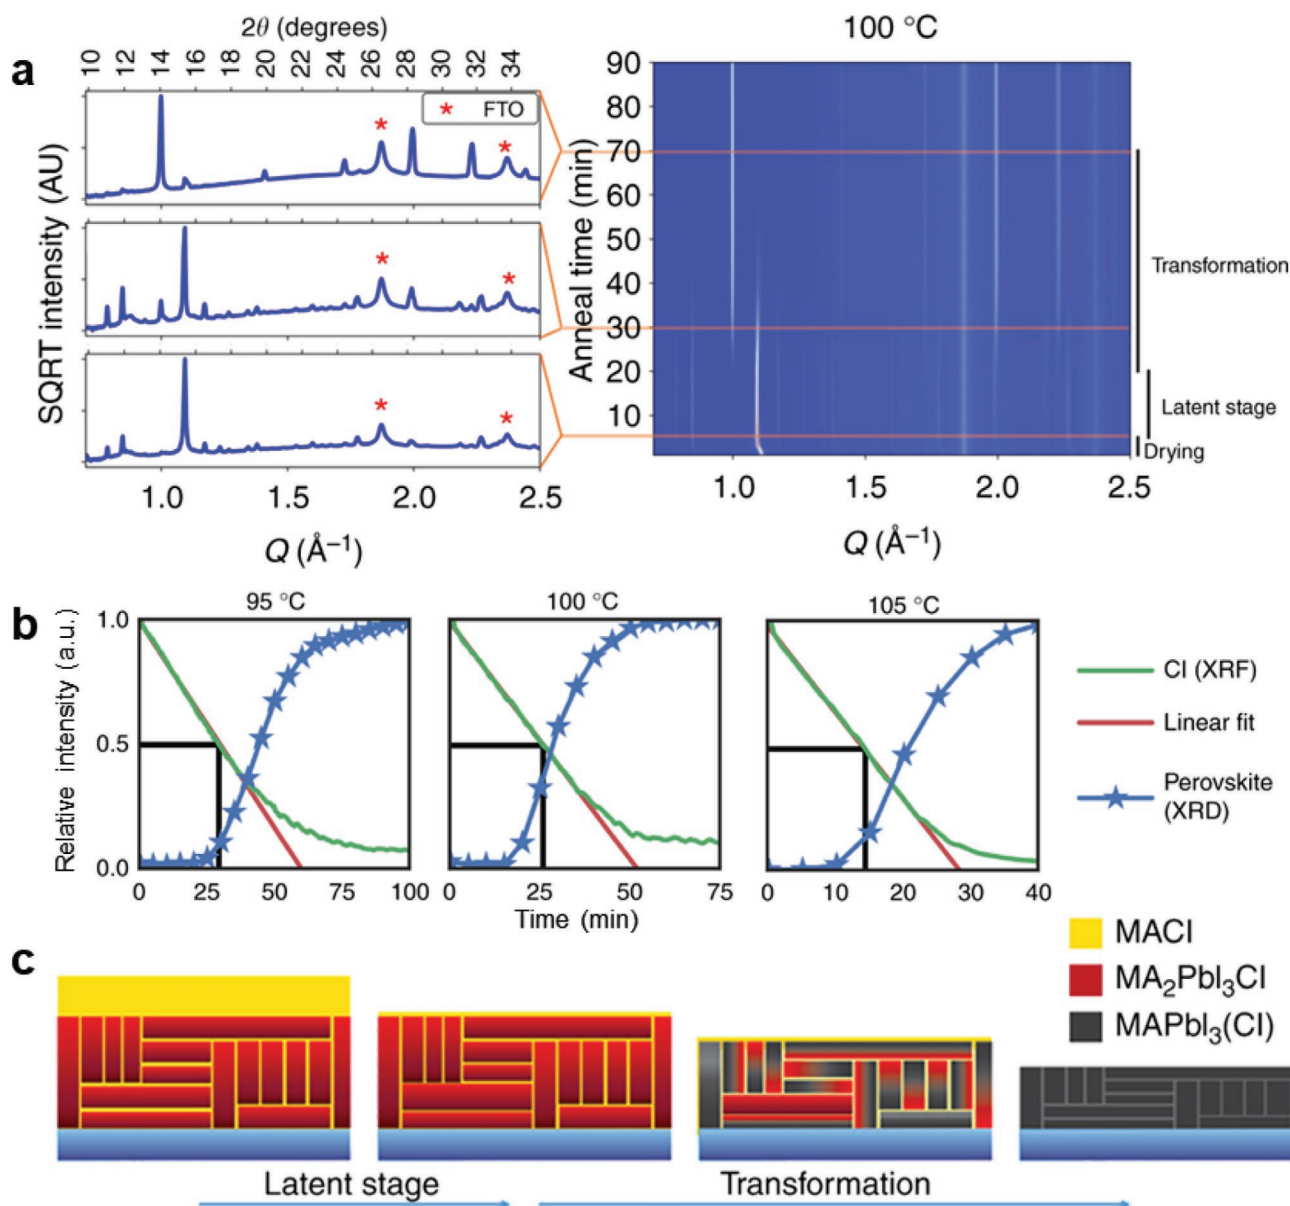 a
2θ (degrees)
10 12 14 16 18 20 22 24 26 28 30 32 34
* FTO
* *
* *
* *
SQRT intensity (AU)
1.0 1.5 2.0 2.5
Q (Å⁻¹)
100 °C
90
80
70
60
50
40
30
20
10
Anneal time (min)
1.0 1.5 2.0 2.5
Q (Å⁻¹)
Transformation
Latent stage
Drying
b
95 °C 100 °C 105 °C
Relative intensity (a.u.)
1.0
0.5
0.0
0 25 50 75 100
0 25 50 75
0 10 20 30 40
Time (min)
Cl (XRF)
Linear fit
Perovskite
(XRD)
c
MACl
MA₂PbI₃Cl
MAPbI₃(Cl)
Latent stage Transformation